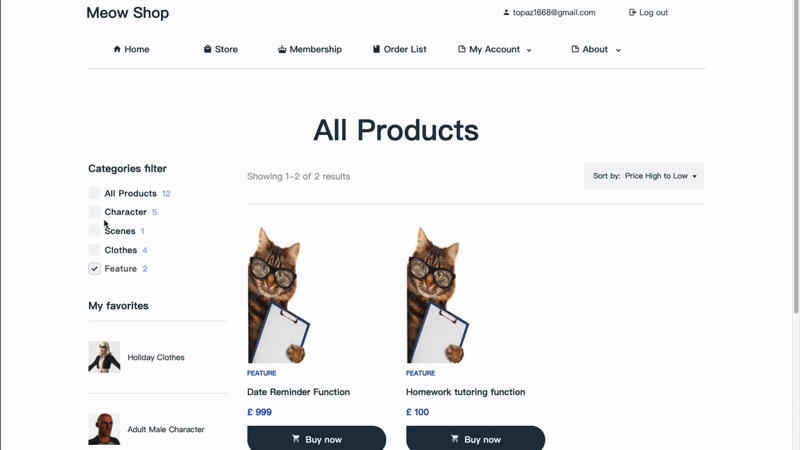 Meow Shop
topaz1668@gmail.com
Log out
Home
Store
Membership
Order List
My Account
About
All Products
Categories filter
All Products 12
Character 5
Scenes 1
Clothes 4
Feature 2
My favorites
Holiday Clothes
Adult Male Character
Showing 1–2 of 2 results
Sort by: Price High to Low
FEATURE
Date Reminder Function
£ 999
Buy now
FEATURE
Homework tutoring function
£ 100
Buy now